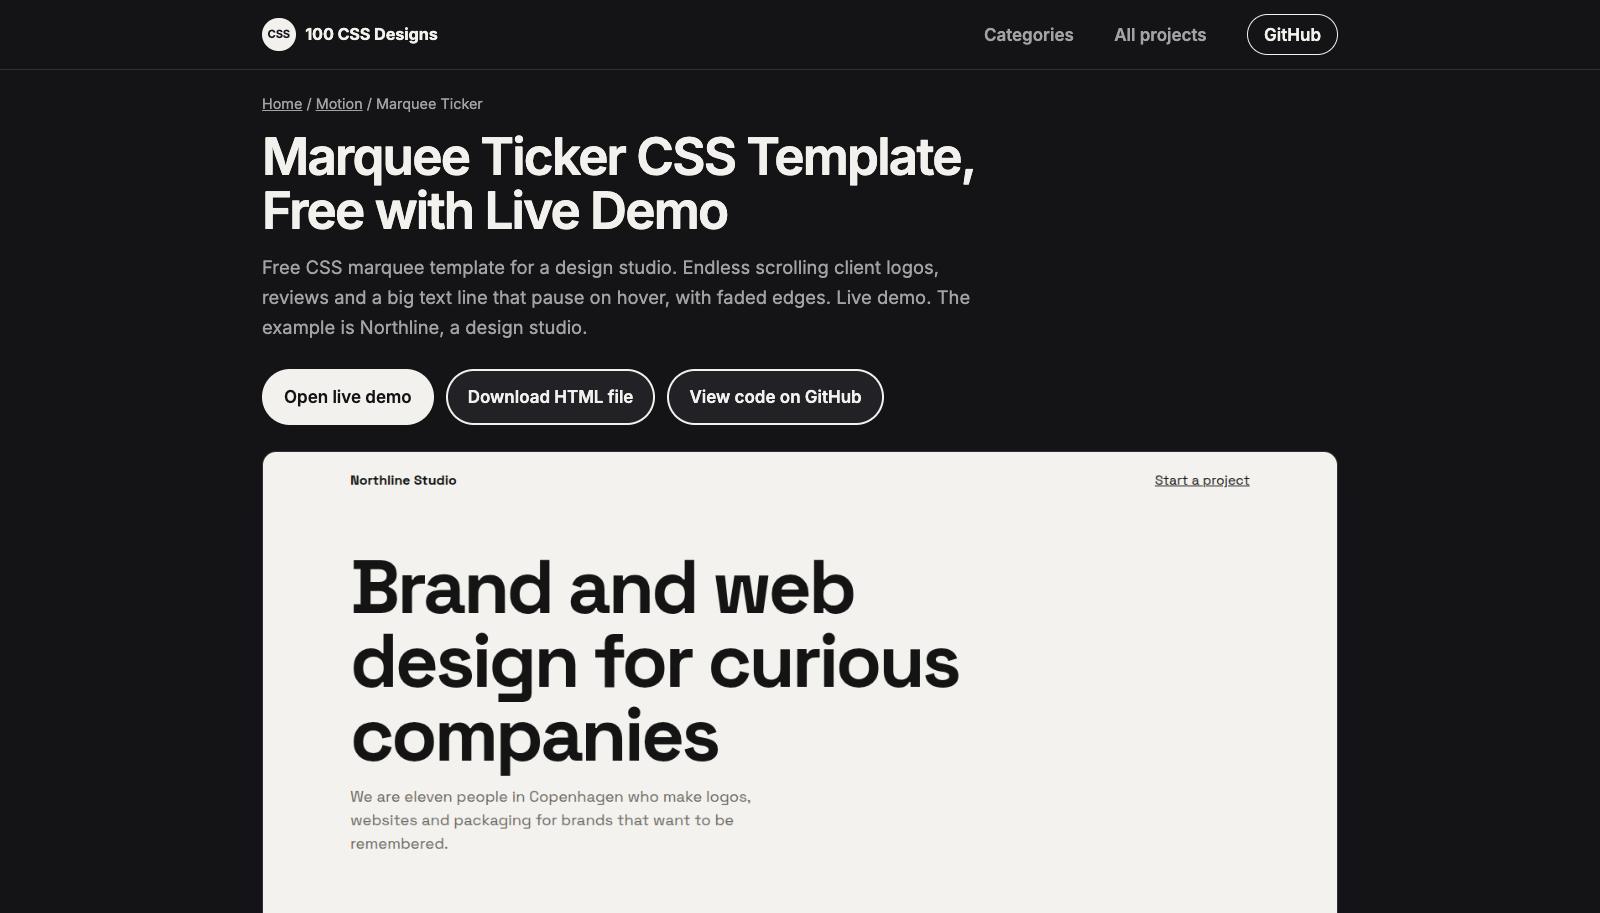 CSS 100 CSS Designs
Categories All projects GitHub
Home / Motion / Marquee Ticker
Marquee Ticker CSS Template,
Free with Live Demo
Free CSS marquee template for a design studio. Endless scrolling client logos,
reviews and a big text line that pause on hover, with faded edges. Live demo. The
example is Northline, a design studio.
Open live demo Download HTML file View code on GitHub
Northline Studio Start a project
Brand and web
design for curious
companies
We are eleven people in Copenhagen who make logos,
websites and packaging for brands that want to be
remembered.